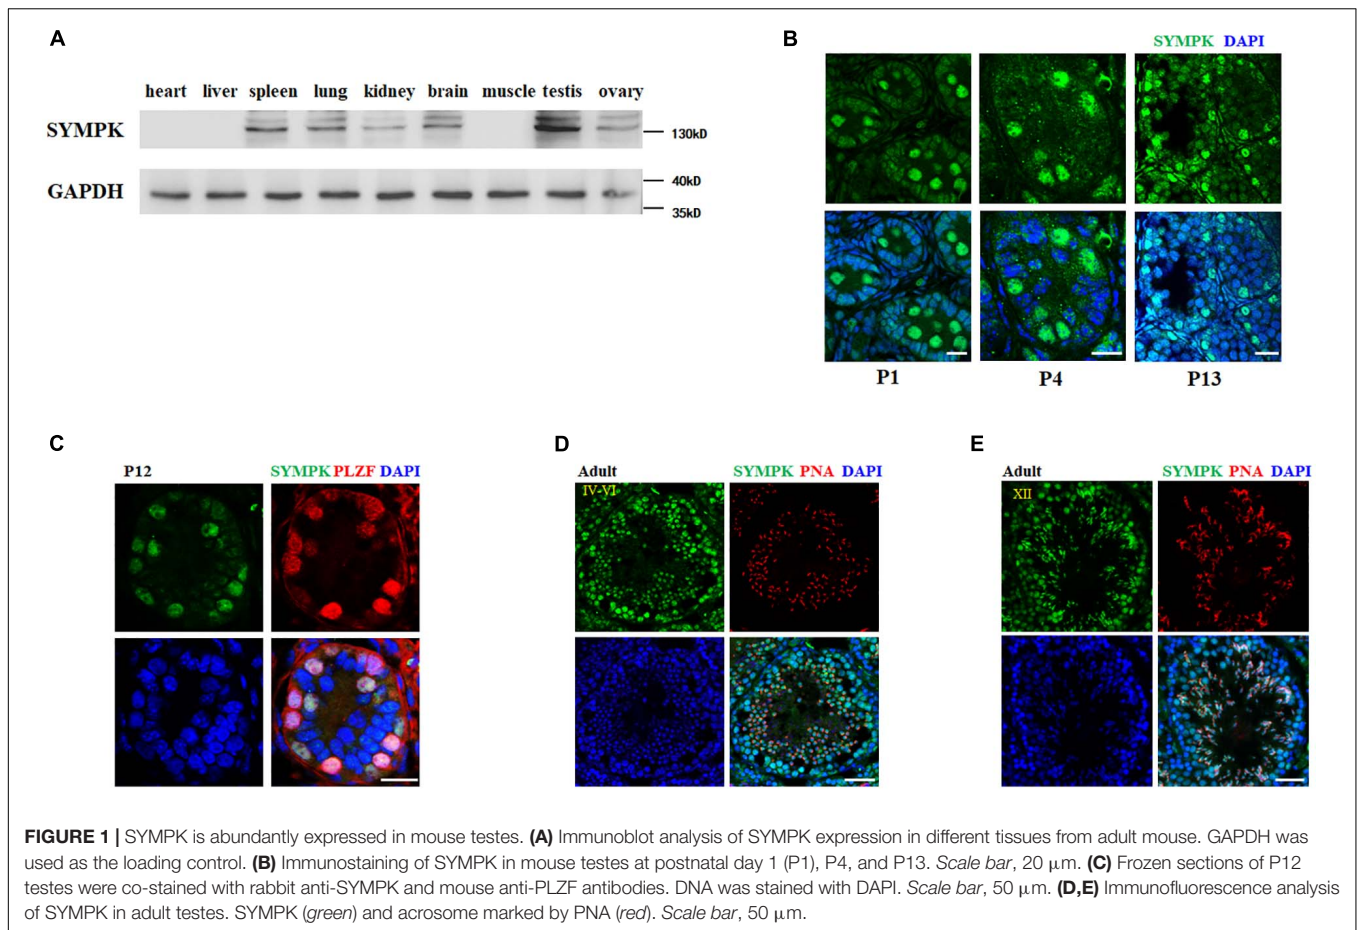 A
heart liver spleen lung kidney brain muscle testis ovary
SYMPK
130kD
GAPDH
40kD
35kD
B
SYMPK DAPI
P1 P4 P13
C
P12 SYMPK PLZF DAPI
D
Adult SYMPK PNA DAPI
IV-VI
E
Adult SYMPK PNA DAPI
XII
FIGURE 1 | SYMPK is abundantly expressed in mouse testes. (A) Immunoblot analysis of SYMPK expression in different tissues from adult mouse. GAPDH was
used as the loading control. (B) Immunostaining of SYMPK in mouse testes at postnatal day 1 (P1), P4, and P13. Scale bar, 20 μm. (C) Frozen sections of P12
testes were co-stained with rabbit anti-SYMPK and mouse anti-PLZF antibodies. DNA was stained with DAPI. Scale bar, 50 μm. (D,E) Immunofluorescence analysis
of SYMPK in adult testes. SYMPK (green) and acrosome marked by PNA (red). Scale bar, 50 μm.